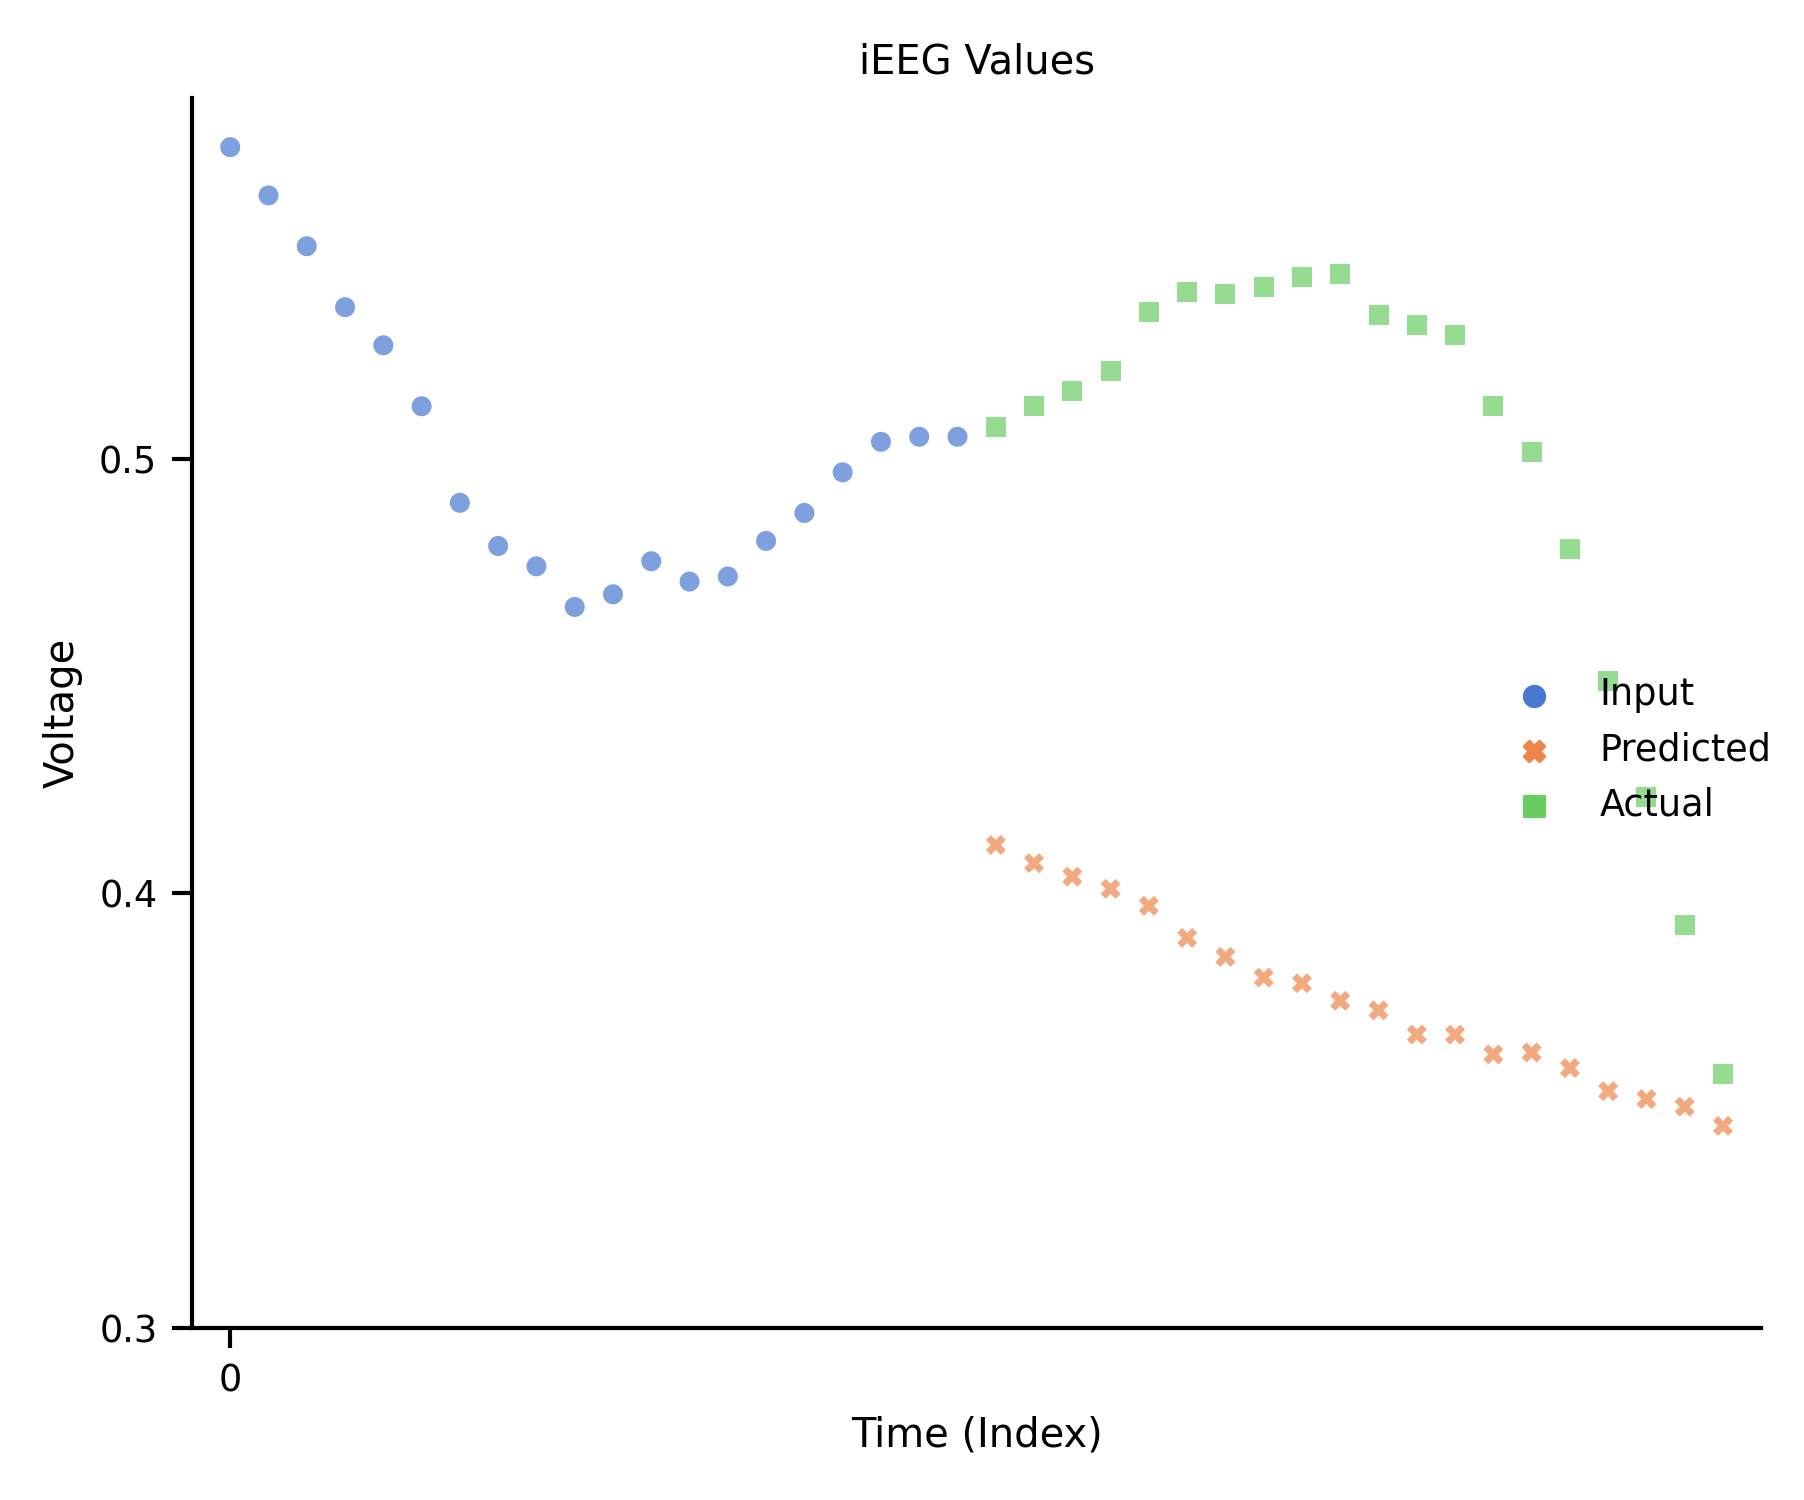 iEEG Values
Voltage
0.5
0.4
0.3
0
Time (Index)
Input
Predicted
Actual